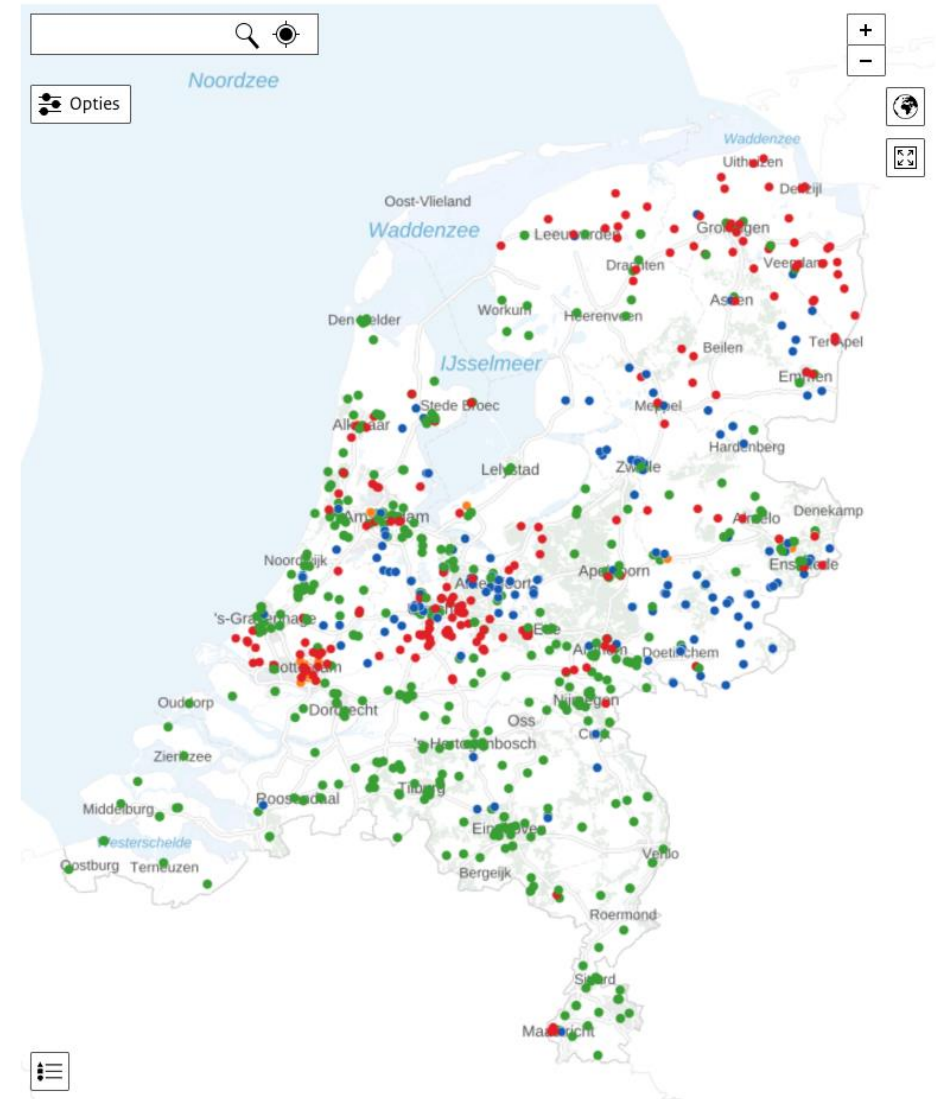 +
−
Noordzee
Opties
Waddenzee
Uithuizen
Delfzijl
Oost-Vlieland
Waddenzee
Leeuwarden
Groningen
Drachten
Veendam
Workum
Heerenveen
Assen
Den Helder
Beilen
Ter Apel
IJsselmeer
Emmen
Stede Broec
Meppel
Alkmaar
Hardenberg
Lelystad
Zwolle
Amsterdam
Almelo
Denekamp
Noordwijk
Apeldoorn
Enschede
Amersfoort
Utrecht
's-Gravenhage
Ede
Arnhem
Doetinchem
Rotterdam
Ouddorp
Dordrecht
Nijmegen
Oss
Cuijk
's-Hertogenbosch
Zierikzee
Tilburg
Roosendaal
Middelburg
Eindhoven
Westerschelde
Venlo
Oostburg
Terneuzen
Bergeijk
Roermond
Sittard
Maastricht